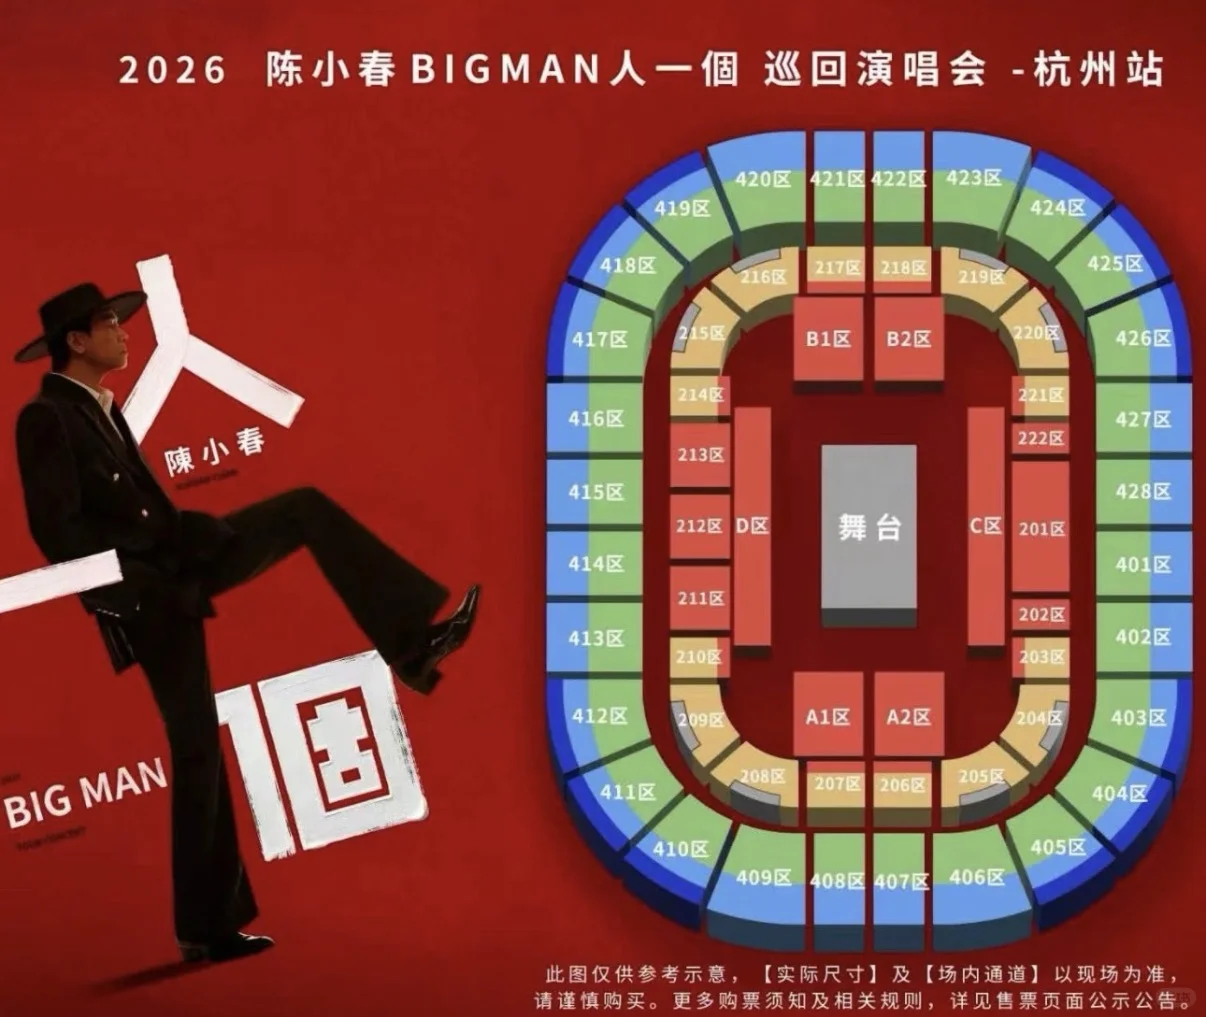 2026 陈小春BIGMAN人一個 巡回演唱会 -杭州站
人
陳小春
一
個
BIG MAN
420区 421区 422区 423区
419区 424区
418区 425区
417区 426区
416区 427区
415区 428区
414区 401区
413区 402区
412区 403区
411区 404区
410区 405区
409区 408区 407区 406区
216区 217区 218区 219区
215区 220区
214区 221区
213区 222区
212区 201区
211区 202区
210区 203区
209区 204区
208区 207区 206区 205区
B1区 B2区
D区 舞台 C区
A1区 A2区
此图仅供参考示意，【实际尺寸】及【场内通道】以现场为准，
请谨慎购买。更多购票须知及相关规则，详见售票页面公示公告。